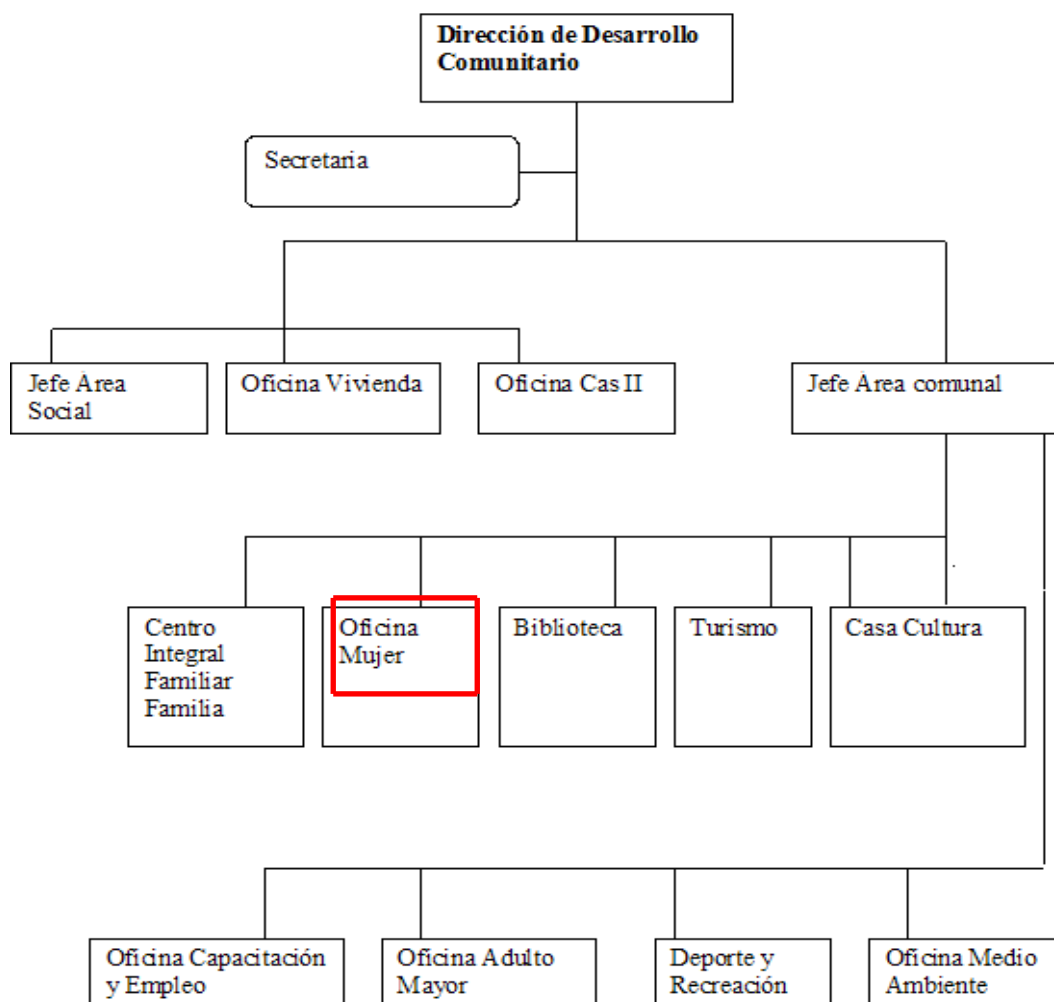 Dirección de Desarrollo
Comunitario
Secretaria
Jefe Área
Social
Oficina Vivienda
Oficina Cas II
Jefe Área comunal
Centro
Integral
Familiar
Familia
Oficina
Mujer
Biblioteca
Turismo
Casa Cultura
Oficina Capacitación
y Empleo
Oficina Adulto
Mayor
Deporte y
Recreación
Oficina Medio
Ambiente